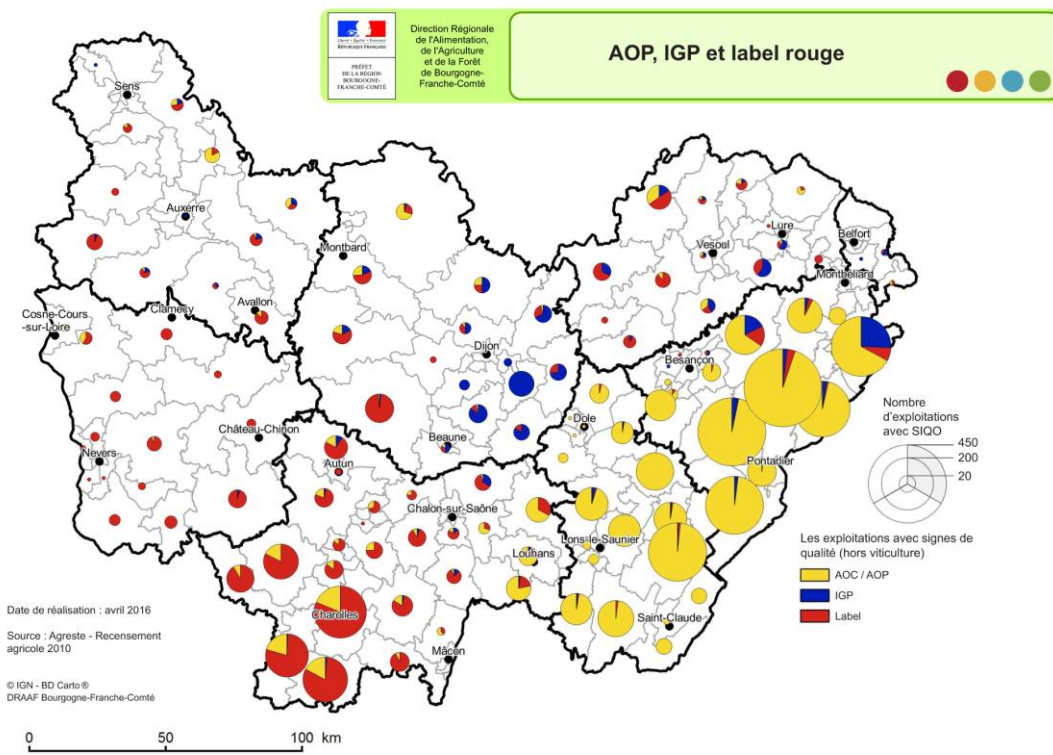 Liberté • Égalité • Fraternité
RÉPUBLIQUE FRANÇAISE
PRÉFET
DE LA RÉGION
BOURGOGNE-
FRANCHE-COMTÉ
Direction Régionale
de l'Alimentation,
de l'Agriculture
et de la Forêt
de Bourgogne-
Franche-Comté
AOP, IGP et label rouge
Sens
Auxerre
Montbard
Lure
Belfort
Vesoul
Montbéliard
Avallon
Clamecy
Cosne-Cours
-sur-Loire
Dijon
Besançon
Château-Chinon
Beaune
Dole
Nevers
Autun
Pontarlier
Chalon-sur-Saône
Lons-le-Saunier
Louhans
Charolles
Saint-Claude
Mâcon
Nombre
d'exploitations
avec SIQO
450
200
20
Les exploitations avec signes de
qualité (hors viticulture)
AOC / AOP
IGP
Label
Date de réalisation : avril 2016
Source : Agreste - Recensement
agricole 2010
© IGN - BD Carto ®
DRAAF Bourgogne-Franche-Comté
0 50 100 km